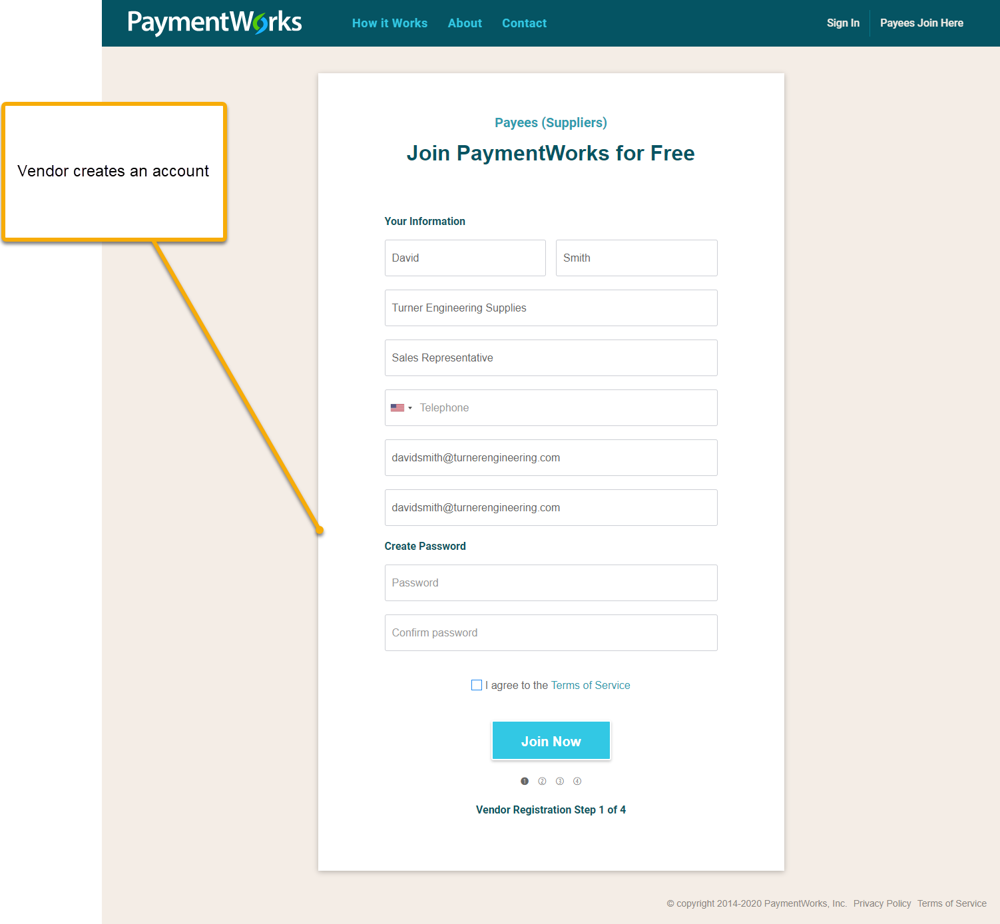 PaymentWorks
How it Works About Contact
Sign In Payees Join Here
Vendor creates an account
Payees (Suppliers)
Join PaymentWorks for Free
Your Information
David Smith
Turner Engineering Supplies
Sales Representative
Telephone
davidsmith@turnerengineering.com
davidsmith@turnerengineering.com
Create Password
Password
Confirm password
I agree to the Terms of Service
Join Now
1 2 3 4
Vendor Registration Step 1 of 4
© copyright 2014-2020 PaymentWorks, Inc. Privacy Policy Terms of Service